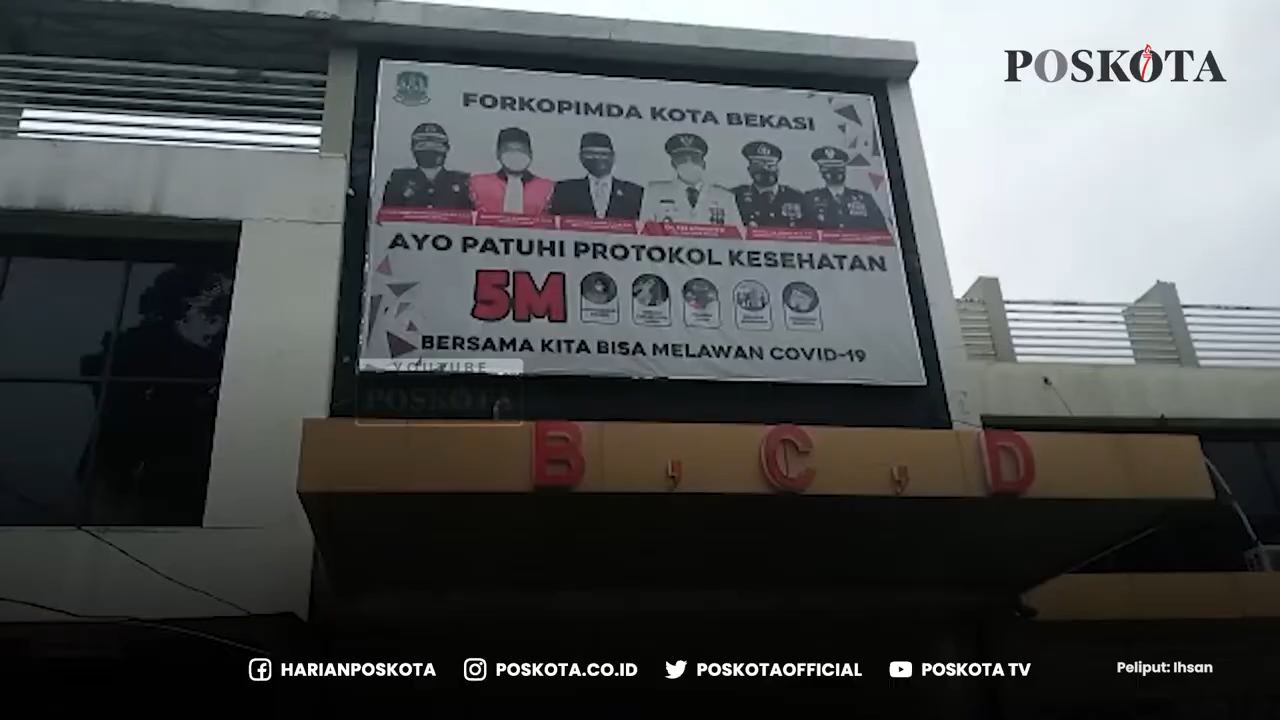 POSKOTA
FORKOPIMDA KOTA BEKASI
AYO PATUHI PROTOKOL KESEHATAN
5M
BERSAMA KITA BISA MELAWAN COVID-19
YOUTUBE
POSKOTA
B , C , D
HARIANPOSKOTA
POSKOTA.CO.ID
POSKOTAOFFICIAL
POSKOTA TV
Peliput: Ihsan